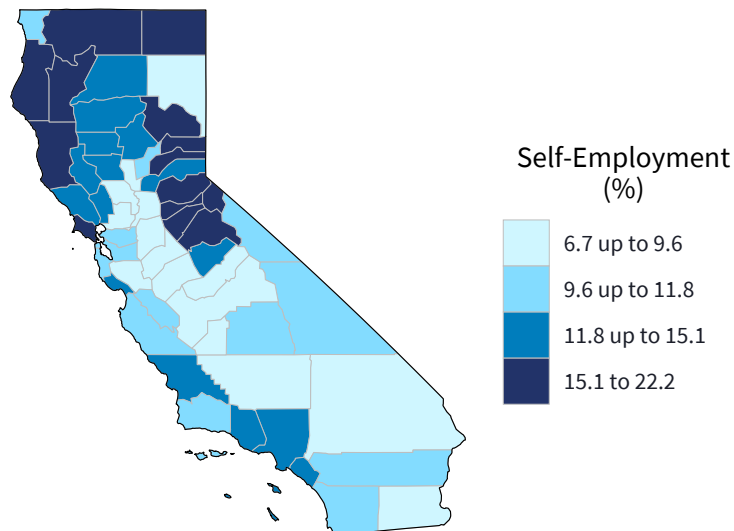 Self-Employment
(%)
6.7 up to 9.6
9.6 up to 11.8
11.8 up to 15.1
15.1 to 22.2